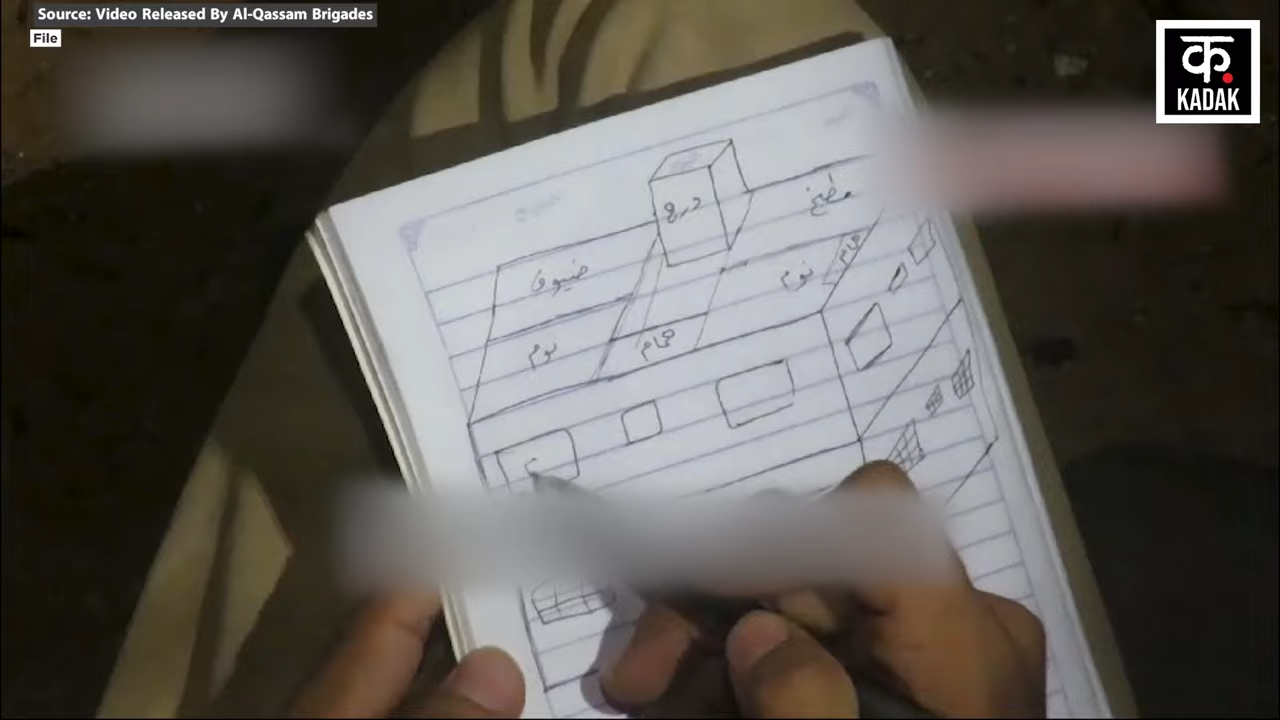 Source: Video Released By Al-Qassam Brigades
File
क.
KADAK
درج
مطبخ
ضيوف
نوم
حمام
نوم
حمام